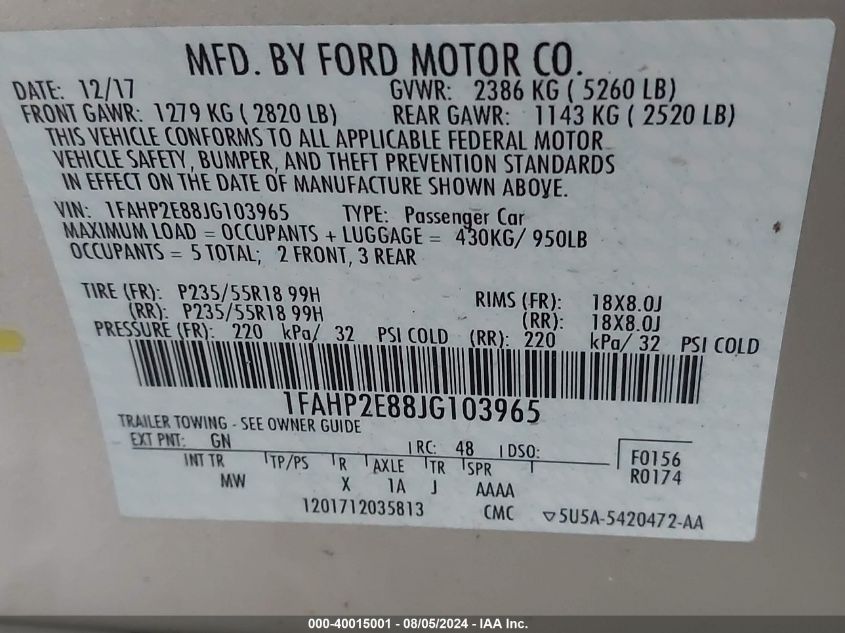 MFD. BY FORD MOTOR CO.
DATE: 12/17 GVWR: 2386 KG ( 5260 LB)
FRONT GAWR: 1279 KG ( 2820 LB) REAR GAWR: 1143 KG ( 2520 LB)
THIS VEHICLE CONFORMS TO ALL APPLICABLE FEDERAL MOTOR
VEHICLE SAFETY, BUMPER, AND THEFT PREVENTION STANDARDS
IN EFFECT ON THE DATE OF MANUFACTURE SHOWN ABOVE.
VIN: 1FAHP2E88JG103965 TYPE: Passenger Car
MAXIMUM LOAD = OCCUPANTS + LUGGAGE = 430KG/ 950LB
OCCUPANTS = 5 TOTAL; 2 FRONT, 3 REAR
TIRE (FR): P235/55R18 99H RIMS (FR): 18X8.0J
(RR): P235/55R18 99H (RR): 18X8.0J
PRESSURE (FR): 220 kPa/ 32 PSI COLD (RR): 220 kPa/ 32 PSI COLD
1FAHP2E88JG103965
TRAILER TOWING - SEE OWNER GUIDE
EXT PNT: GN RC: 48 DSO: F0156
INT TR TP/PS R AXLE TR SPR R0174
MW X 1A J AAAA
1201712035813 CMC ▽5U5A-5420472-AA
000-40015001 - 08/05/2024 - IAA Inc.